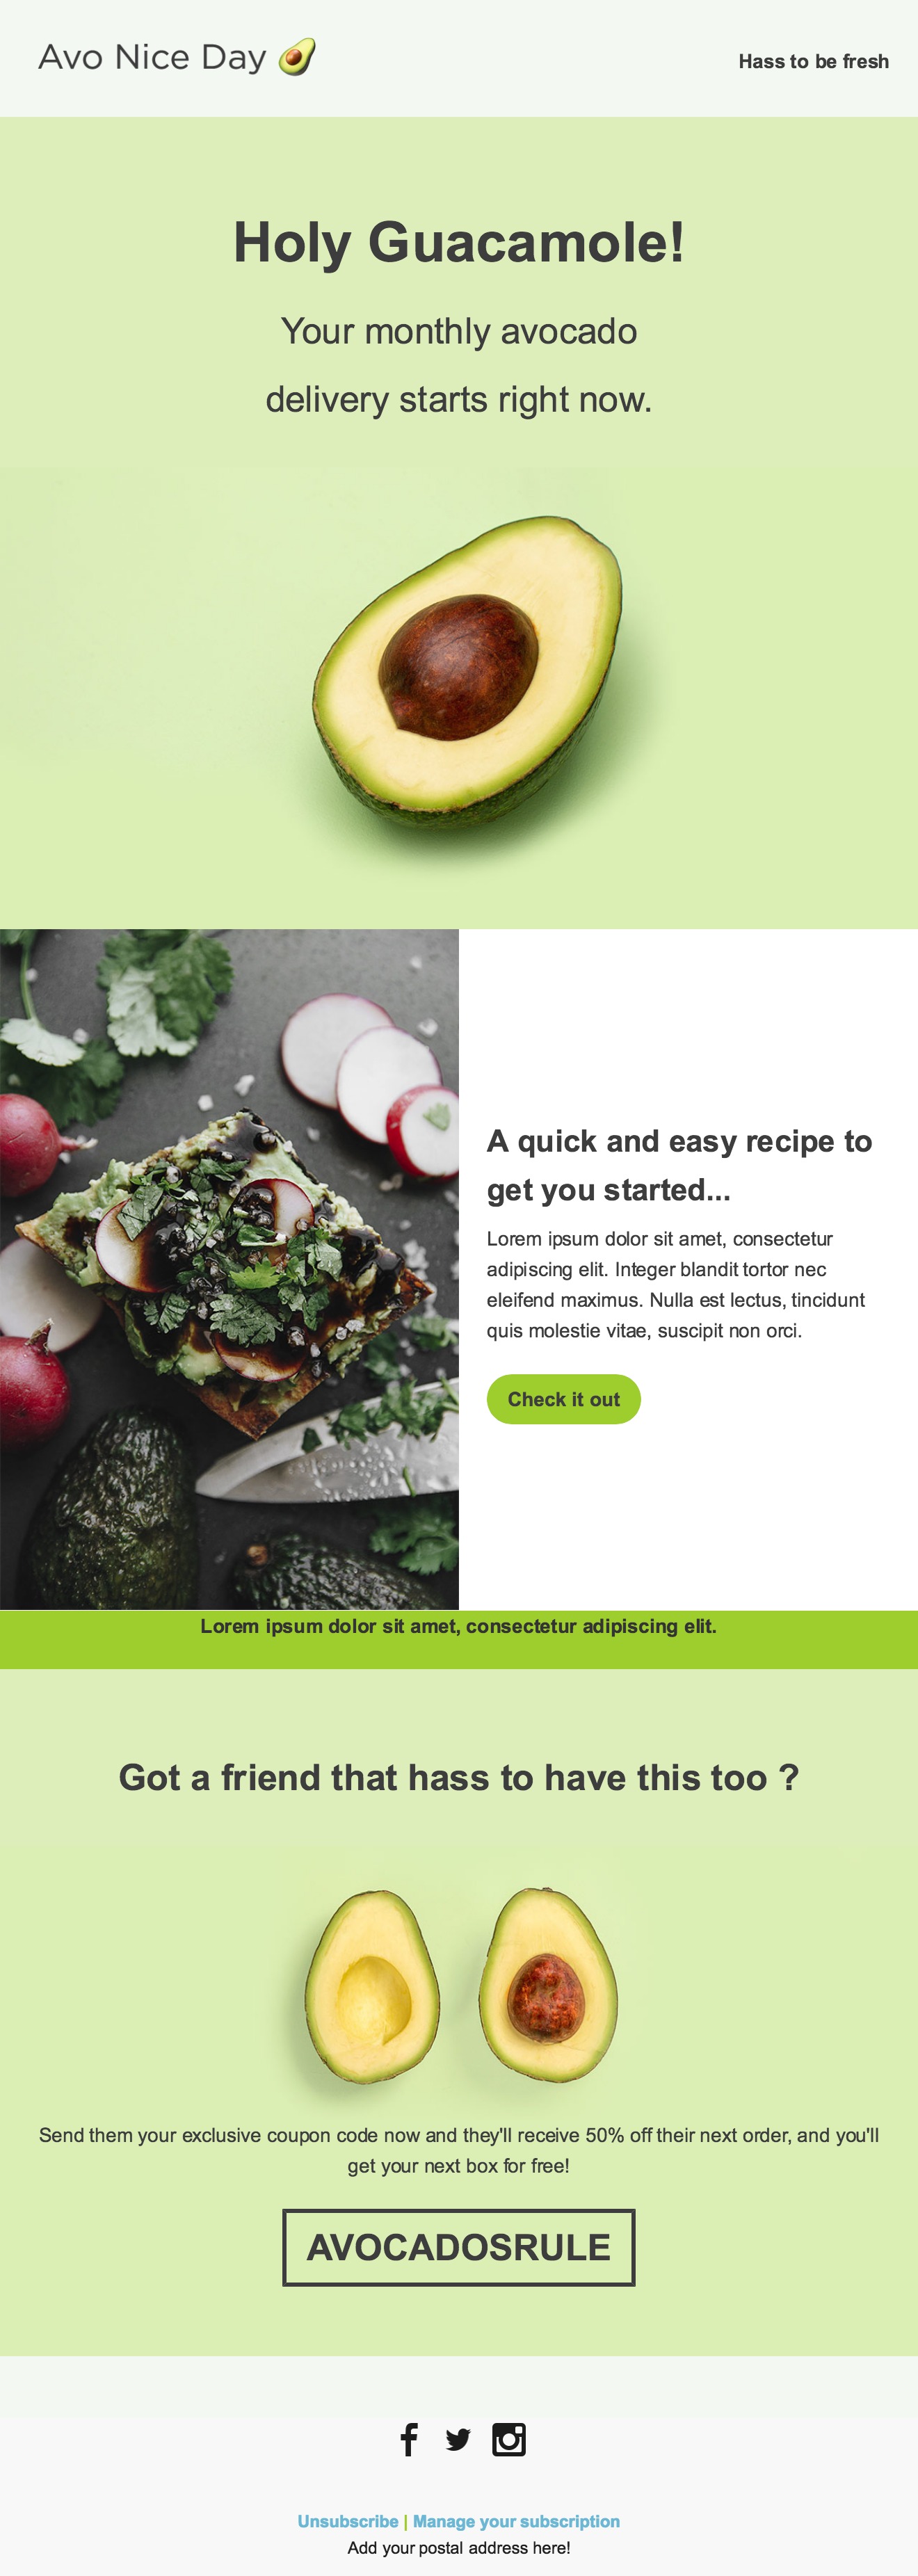 Avo Nice Day
Hass to be fresh
Holy Guacamole!
Your monthly avocado
delivery starts right now.
A quick and easy recipe to
get you started...
Lorem ipsum dolor sit amet, consectetur
adipiscing elit. Integer blandit tortor nec
eleifend maximus. Nulla est lectus, tincidunt
quis molestie vitae, suscipit non orci.
Check it out
Lorem ipsum dolor sit amet, consectetur adipiscing elit.
Got a friend that hass to have this too ?
Send them your exclusive coupon code now and they'll receive 50% off their next order, and you'll
get your next box for free!
AVOCADOSRULE
Unsubscribe | Manage your subscription
Add your postal address here!